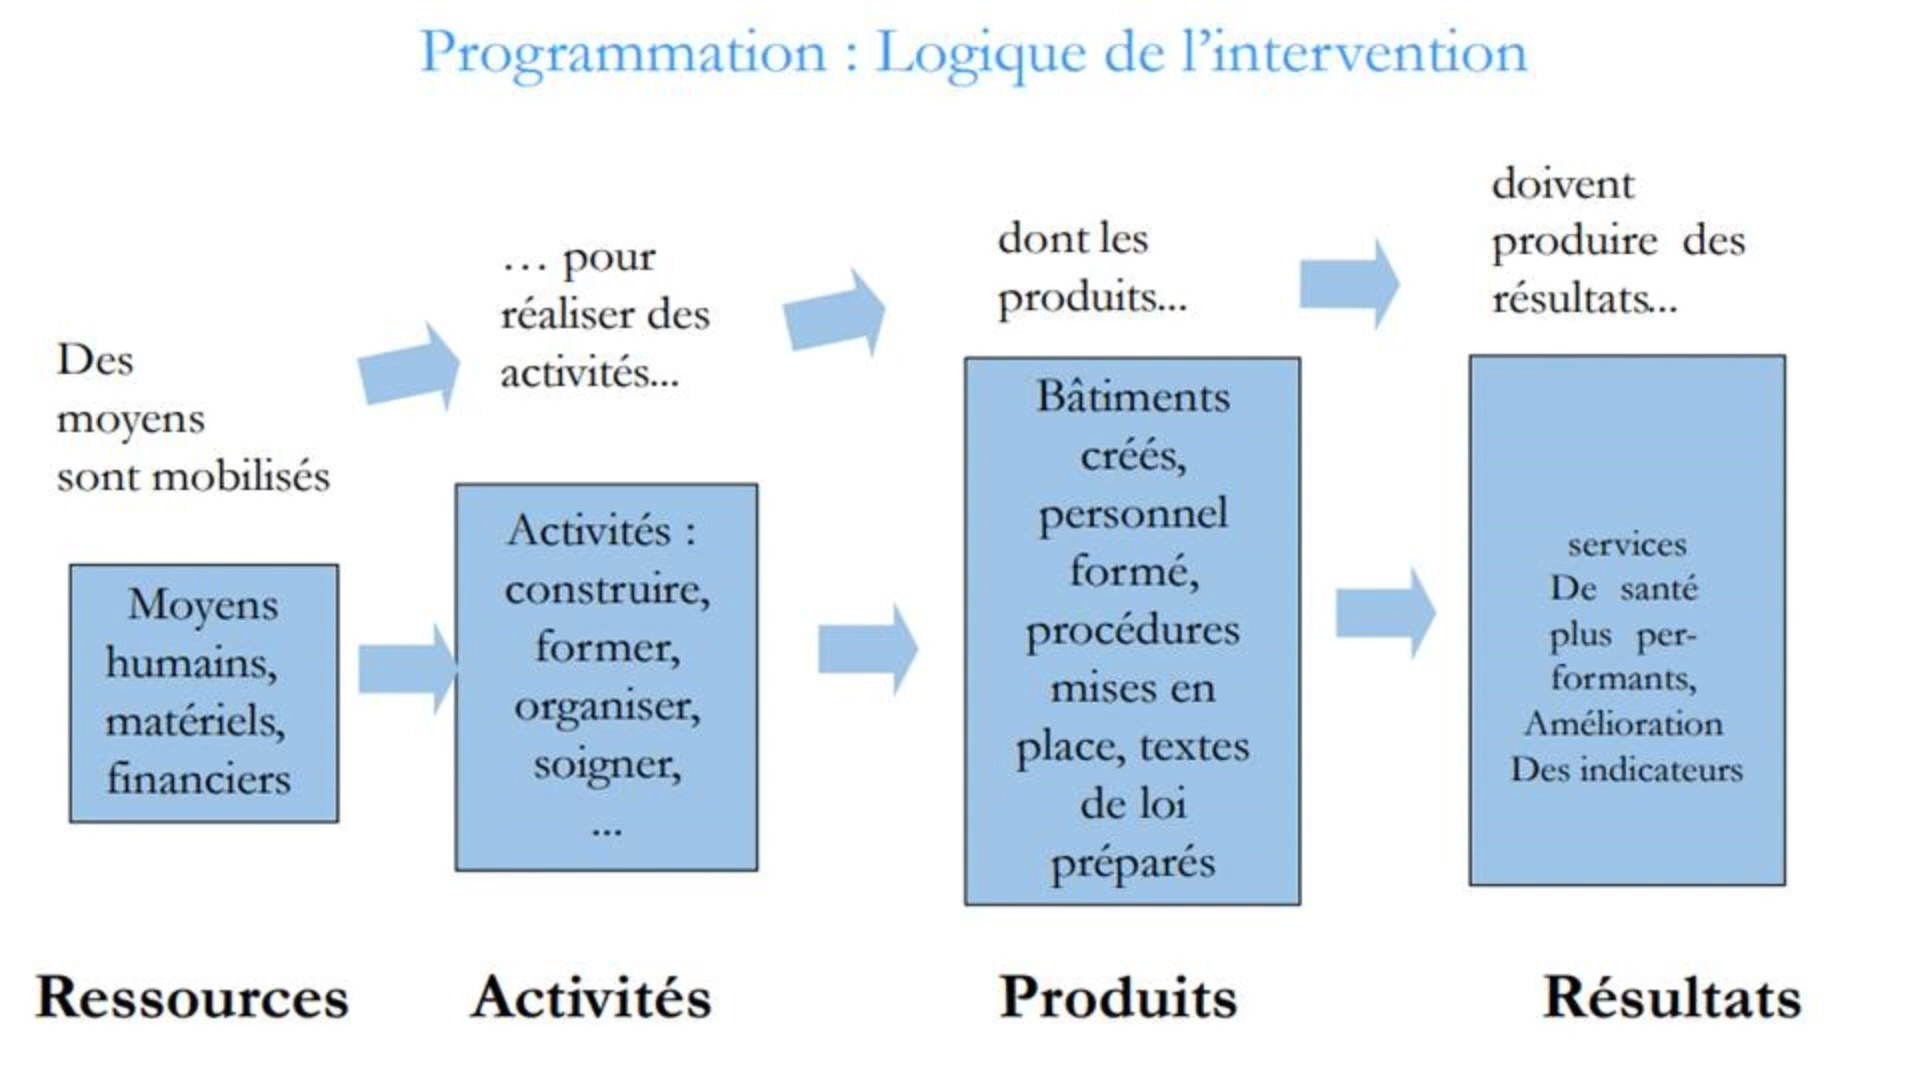 Programmation : Logique de l’intervention
Des
moyens
sont mobilisés
… pour
réaliser des
activités...
dont les
produits...
doivent
produire des
résultats...
Moyens
humains,
matériels,
financiers
Activités :
construire,
former,
organiser,
soigner,
...
Bâtiments
créés,
personnel
formé,
procédures
mises en
place, textes
de loi
préparés
services
De santé
plus per-
formants,
Amélioration
Des indicateurs
Ressources
Activités
Produits
Résultats